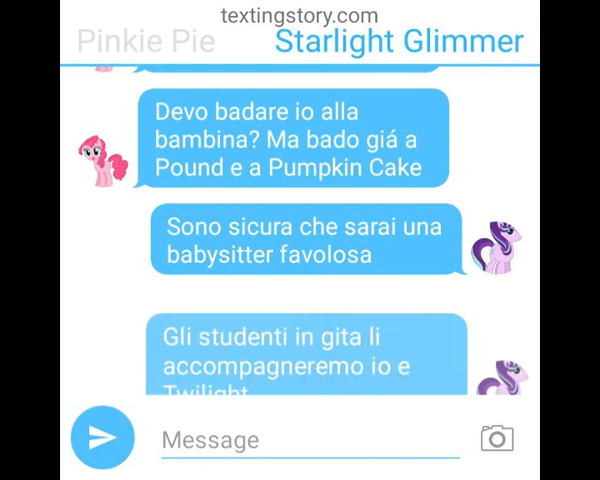 textingstory.com
Pinkie Pie Starlight Glimmer
Devo badare io alla
bambina? Ma bado giá a
Pound e a Pumpkin Cake
Sono sicura che sarai una
babysitter favolosa
Gli studenti in gita li
accompagneremo io e
Twilight
Message